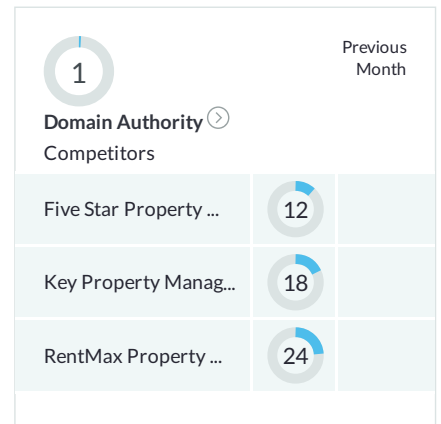 1
Previous
Month
Domain Authority
Competitors
Five Star Property ... 12
Key Property Manag... 18
RentMax Property ... 24